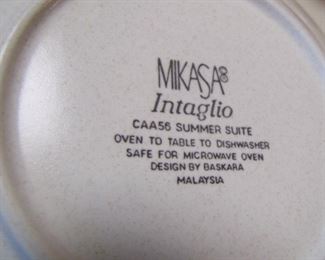 MIKASA®
Intaglio
CAA56 SUMMER SUITE
OVEN TO TABLE TO DISHWASHER
SAFE FOR MICROWAVE OVEN
DESIGN BY BASKARA
MALAYSIA